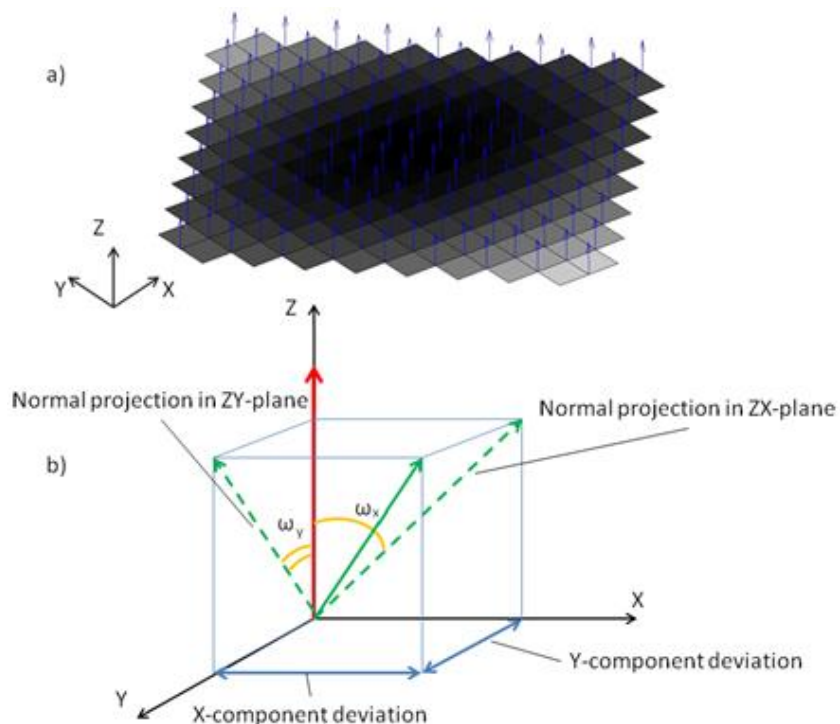 a)
Z
Y
X
Z
Normal projection in ZY-plane
Normal projection in ZX-plane
b)
ωY
ωX
X
Y-component deviation
Y
X-component deviation